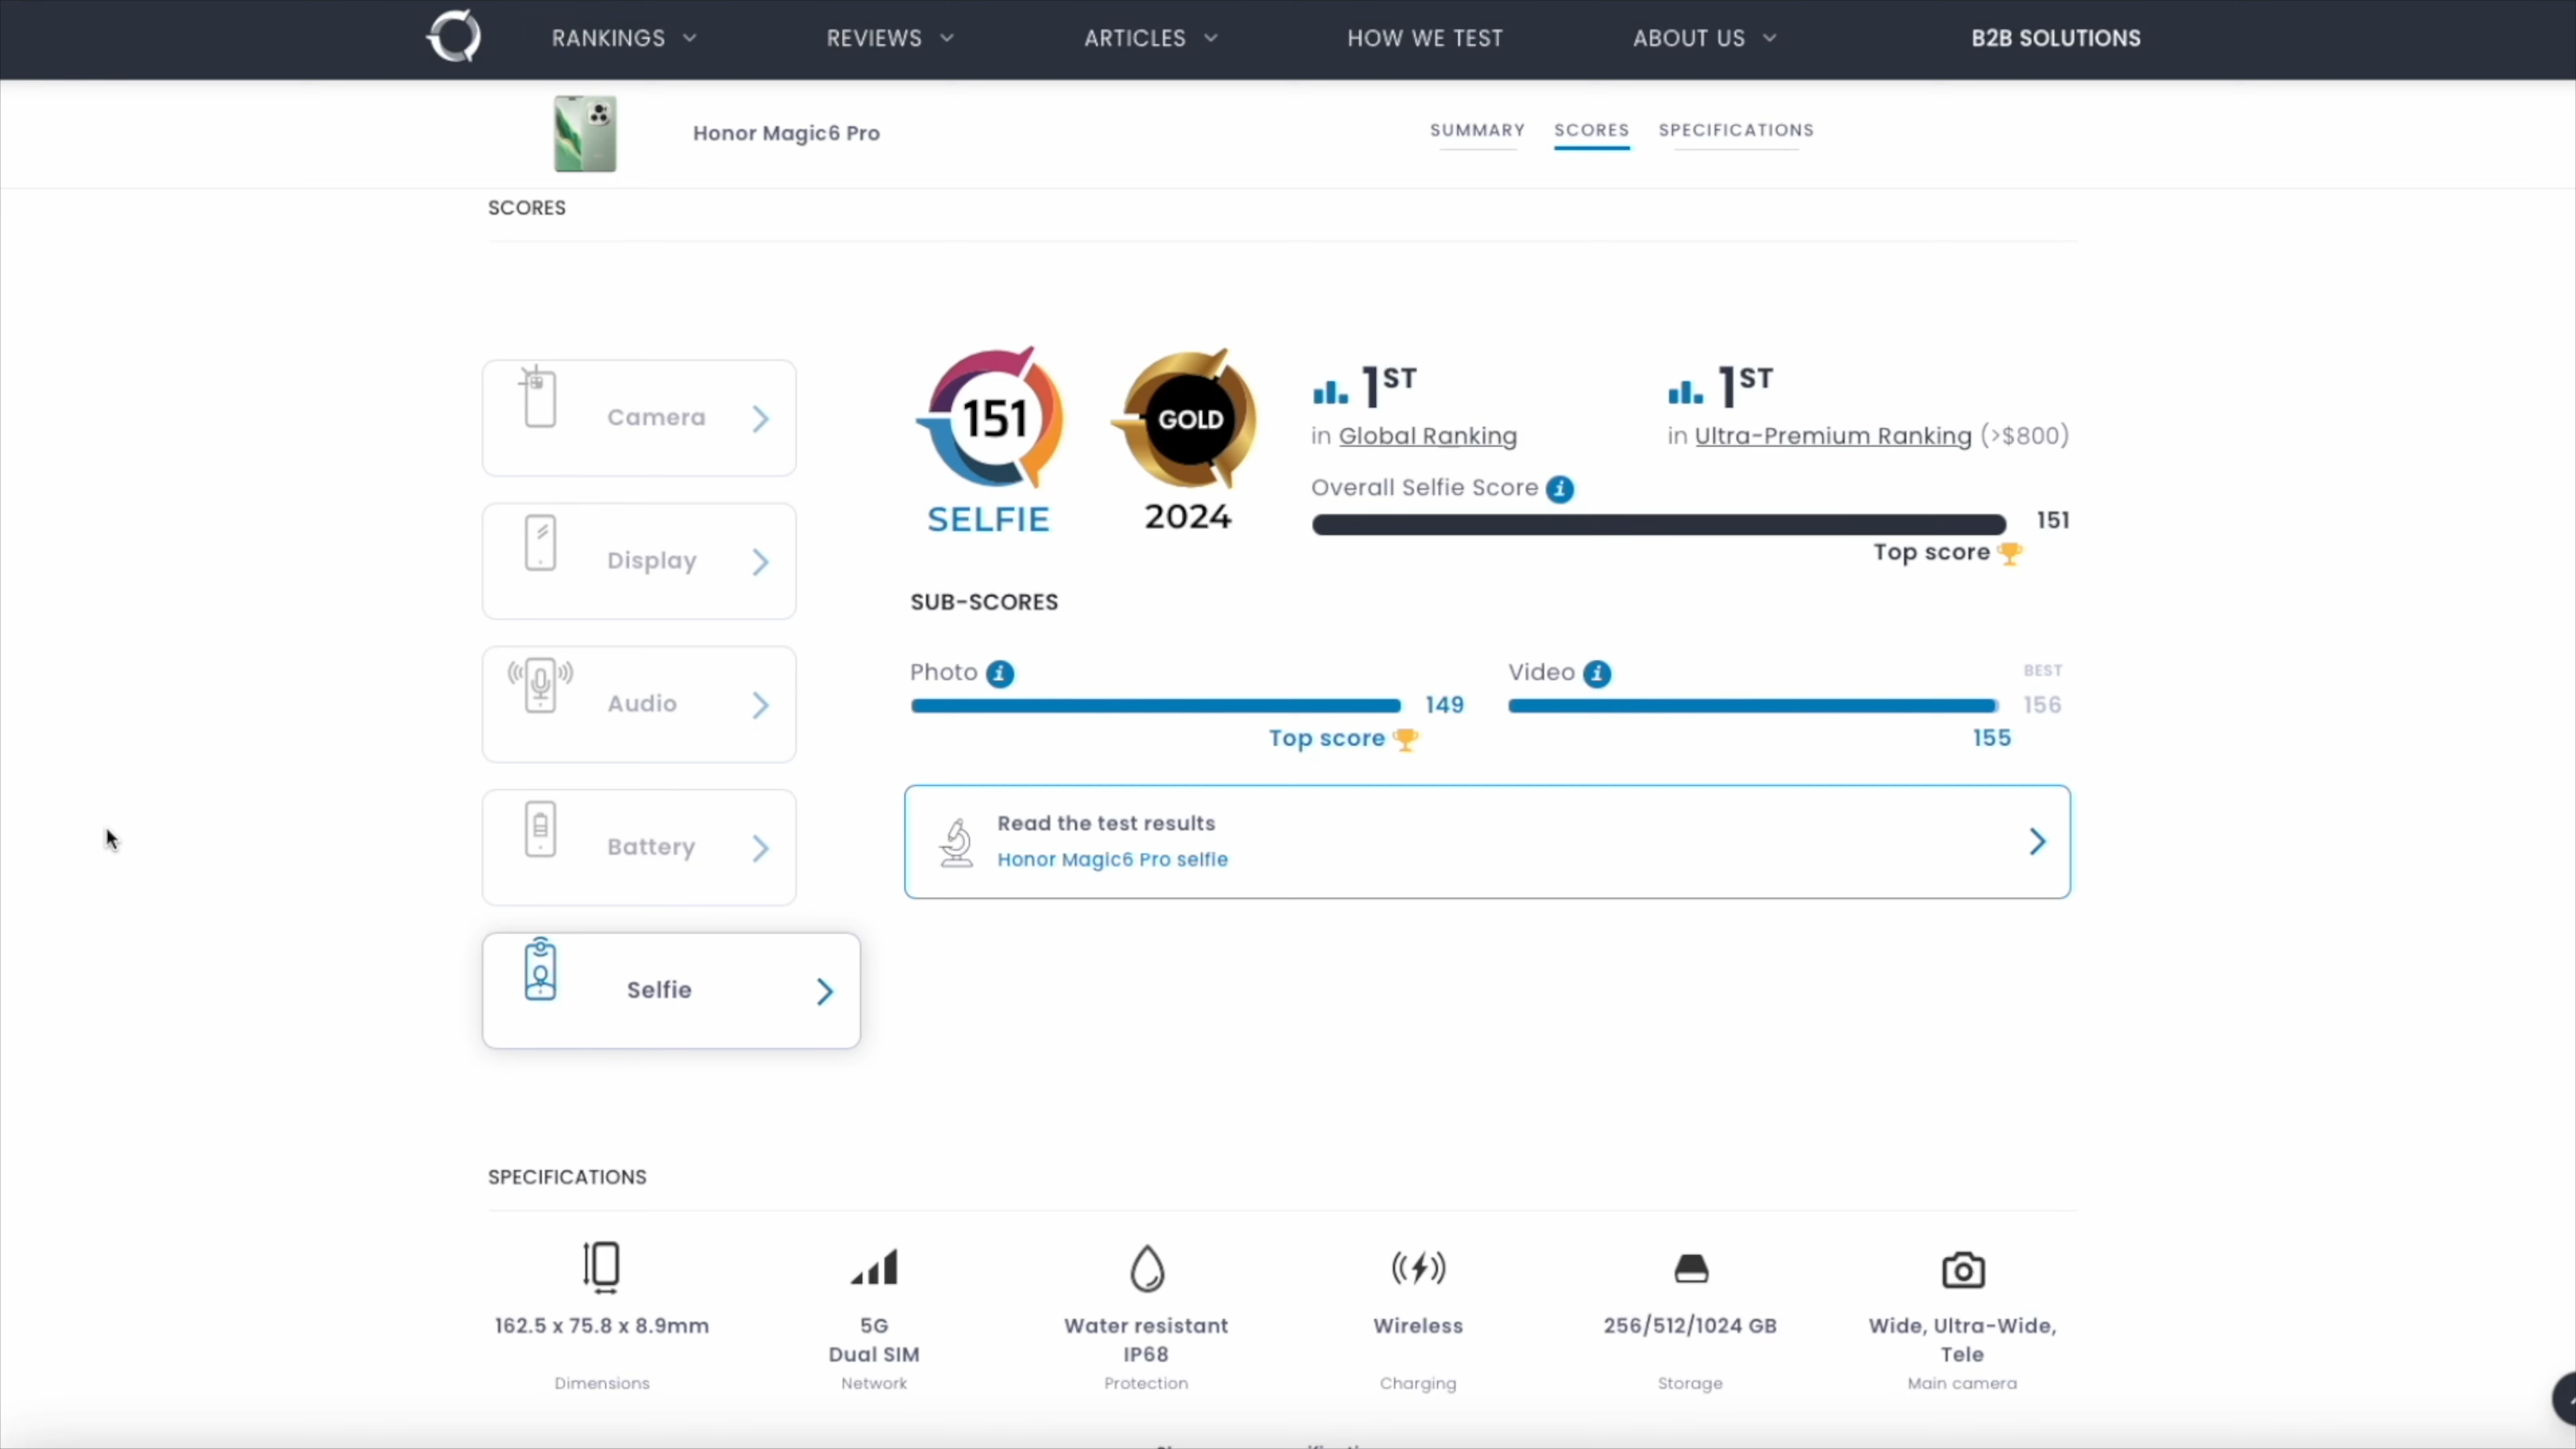 RANKINGS
REVIEWS
ARTICLES
HOW WE TEST
ABOUT US
B2B SOLUTIONS
Honor Magic6 Pro
SUMMARY
SCORES
SPECIFICATIONS
SCORES
Camera
Display
Audio
Battery
Selfie
151
SELFIE
GOLD
2024
1ST
in Global Ranking
1ST
in Ultra-Premium Ranking (>$800)
Overall Selfie Score
151
Top score
SUB-SCORES
Photo
149
Top score
Video
BEST
156
155
Read the test results
Honor Magic6 Pro selfie
SPECIFICATIONS
162.5 x 75.8 x 8.9mm
Dimensions
5G
Dual SIM
Network
Water resistant
IP68
Protection
Wireless
Charging
256/512/1024 GB
Storage
Wide, Ultra-Wide,
Tele
Main camera